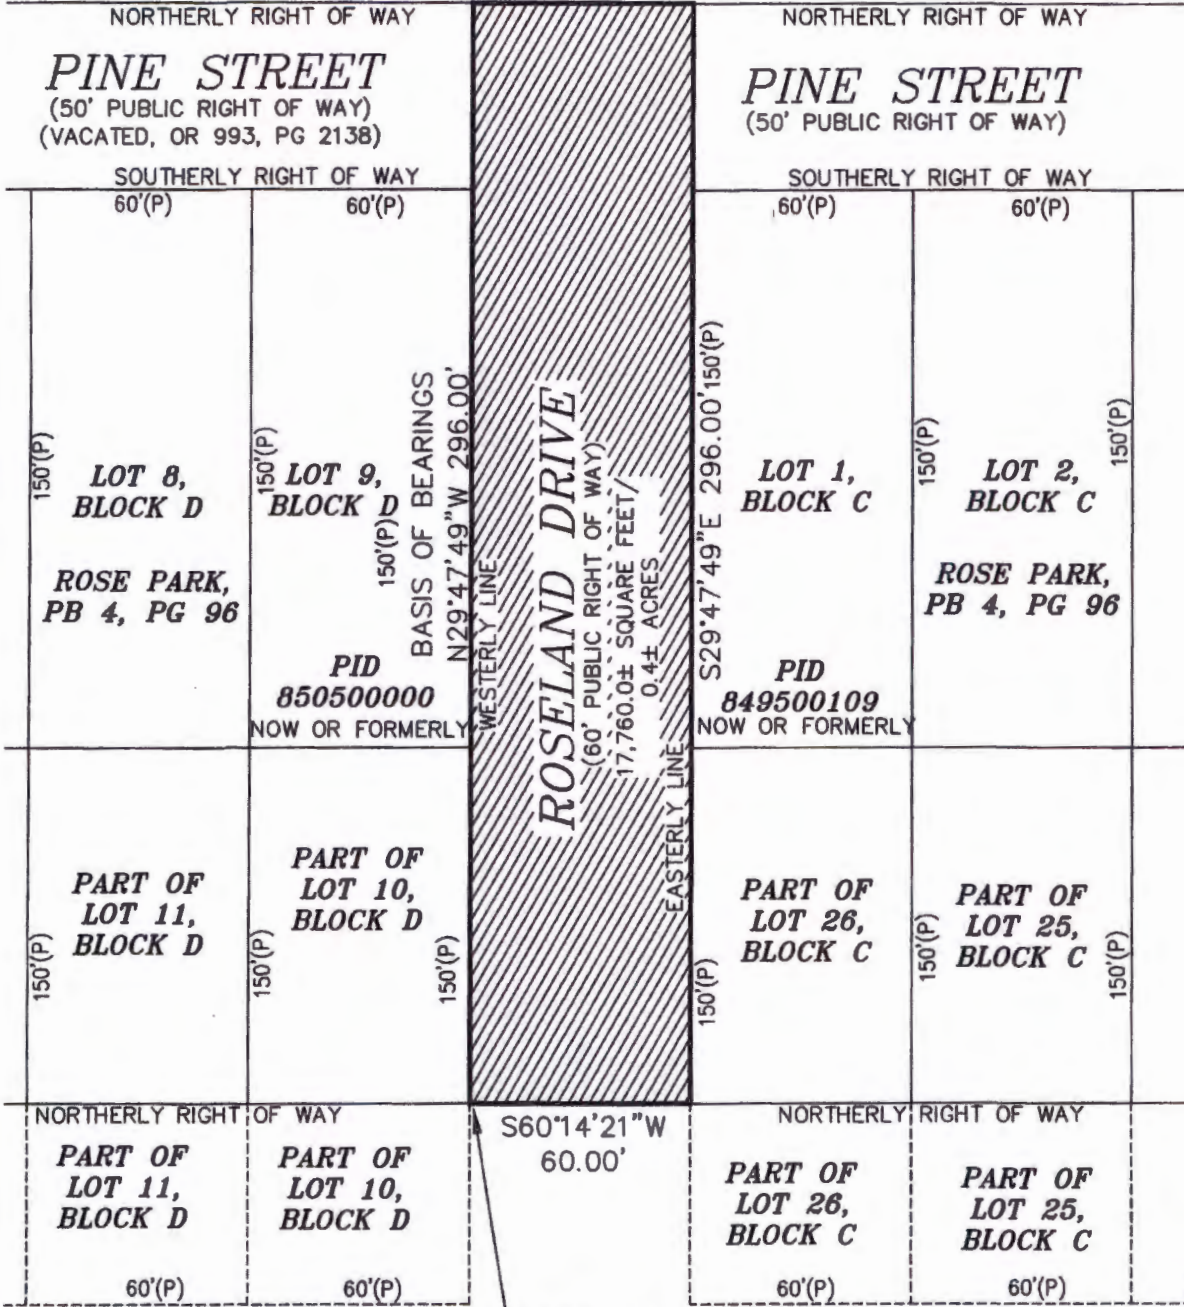 NORTHERLY RIGHT OF WAY
NORTHERLY RIGHT OF WAY
PINE STREET
(50' PUBLIC RIGHT OF WAY)
(VACATED, OR 993, PG 2138)
PINE STREET
(50' PUBLIC RIGHT OF WAY)
SOUTHERLY RIGHT OF WAY
SOUTHERLY RIGHT OF WAY
60'(P)
60'(P)
60'(P)
60'(P)
150'(P)
LOT 8,
BLOCK D
ROSE PARK,
PB 4, PG 96
150'(P)
LOT 9,
BLOCK D
150'(P)
PID
850500000
NOW OR FORMERLY
BASIS OF BEARINGS
N29°47'49"W 296.00'
WESTERLY LINE
ROSELAND DRIVE
(60' PUBLIC RIGHT OF WAY)
17,760.0± SQUARE FEET/
0.4± ACRES
EASTERLY LINE
S29°47'49"E 296.00'
150'(P)
LOT 1,
BLOCK C
PID
849500109
NOW OR FORMERLY
150'(P)
LOT 2,
BLOCK C
ROSE PARK,
PB 4, PG 96
150'(P)
150'(P)
PART OF
LOT 11,
BLOCK D
150'(P)
PART OF
LOT 10,
BLOCK D
150'(P)
150'(P)
PART OF
LOT 26,
BLOCK C
150'(P)
PART OF
LOT 25,
BLOCK C
150'(P)
NORTHERLY RIGHT OF WAY
S60°14'21"W
60.00'
NORTHERLY RIGHT OF WAY
PART OF
LOT 11,
BLOCK D
PART OF
LOT 10,
BLOCK D
PART OF
LOT 26,
BLOCK C
PART OF
LOT 25,
BLOCK C
60'(P)
60'(P)
60'(P)
60'(P)